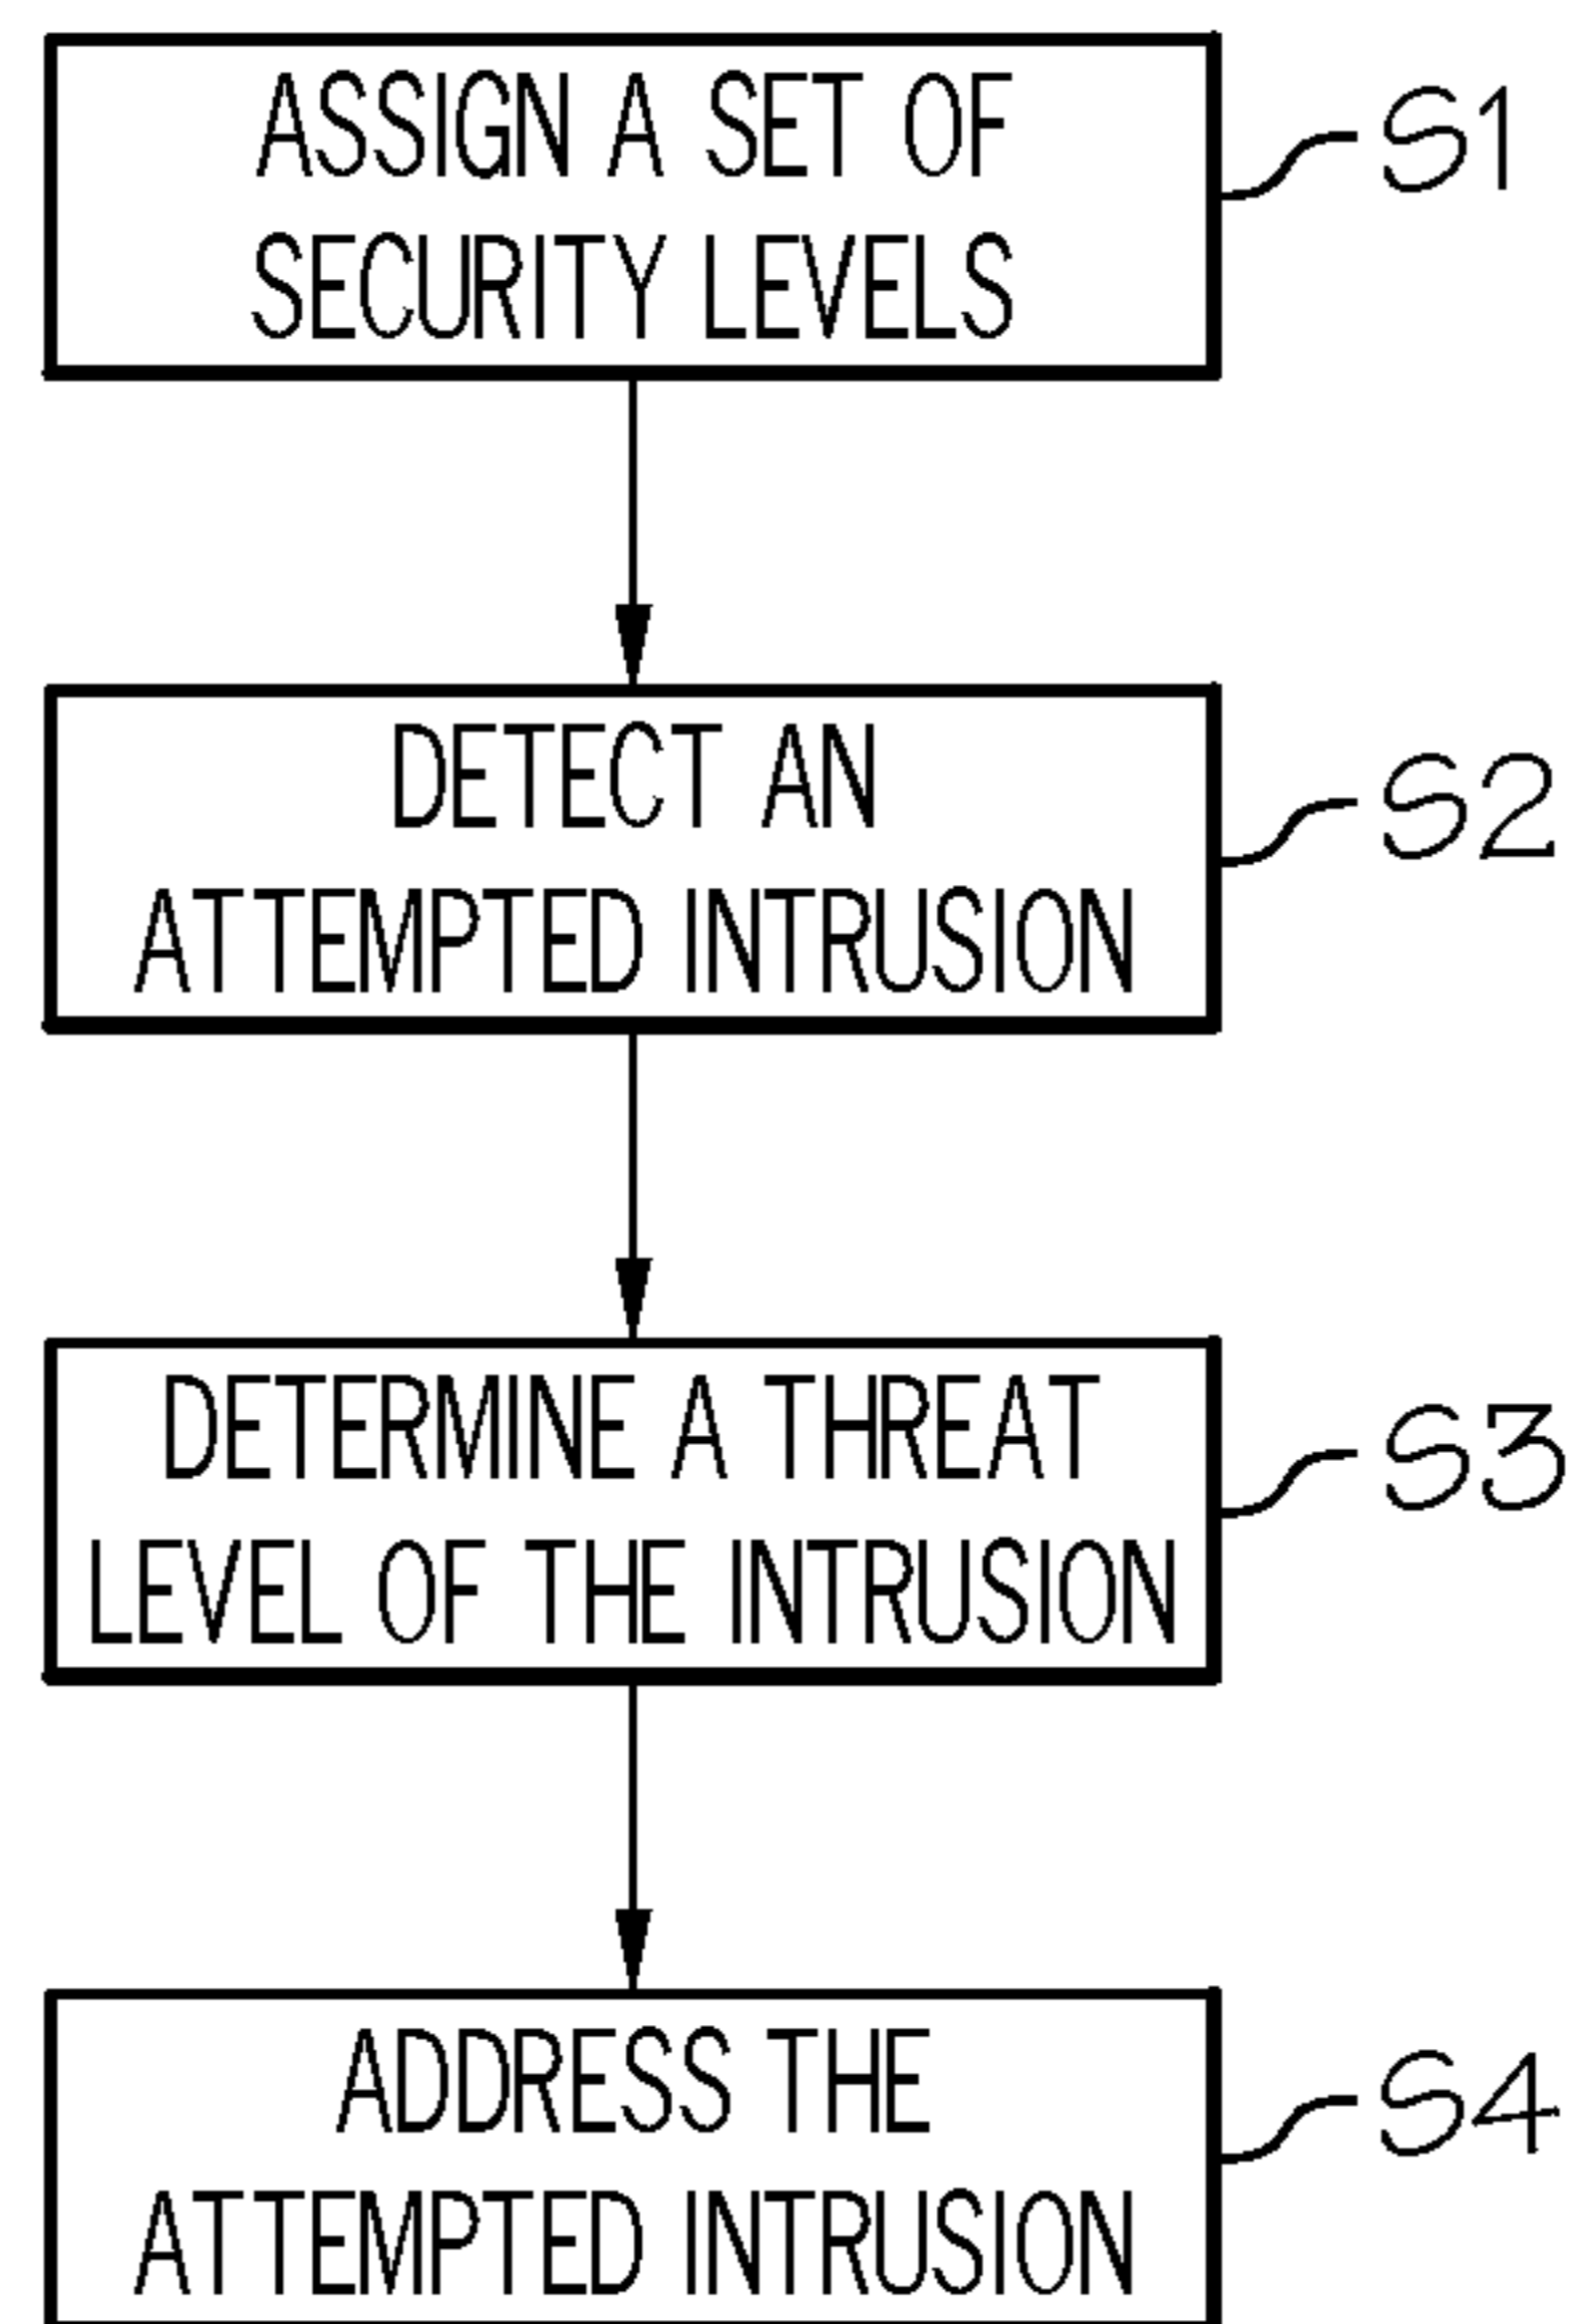 ASSIGN A SET OF
SECURITY LEVELS
S1
DETECT AN
ATTEMPTED INTRUSION
S2
DETERMINE A THREAT
LEVEL OF THE INTRUSION
S3
ADDRESS THE
ATTEMPTED INTRUSION
S4